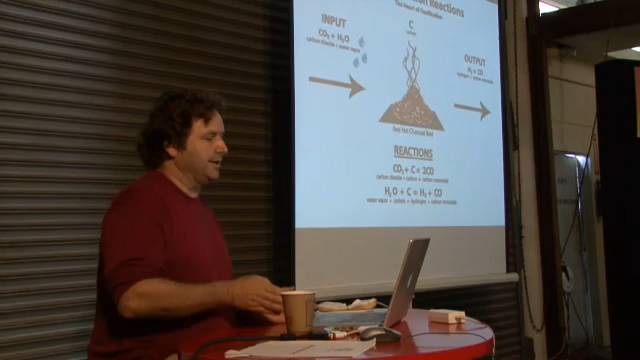 Reactions
The Heart of Gasification
INPUT
CO₂ + H₂O
carbon dioxide + water vapor
C
carbon
OUTPUT
H₂ + CO
hydrogen + carbon monoxide
Red Hot Charcoal Bed
REACTIONS
CO₂ + C = 2CO
carbon dioxide + carbon = carbon monoxide
H₂O + C = H₂ + CO
water vapor + carbon = hydrogen + carbon monoxide